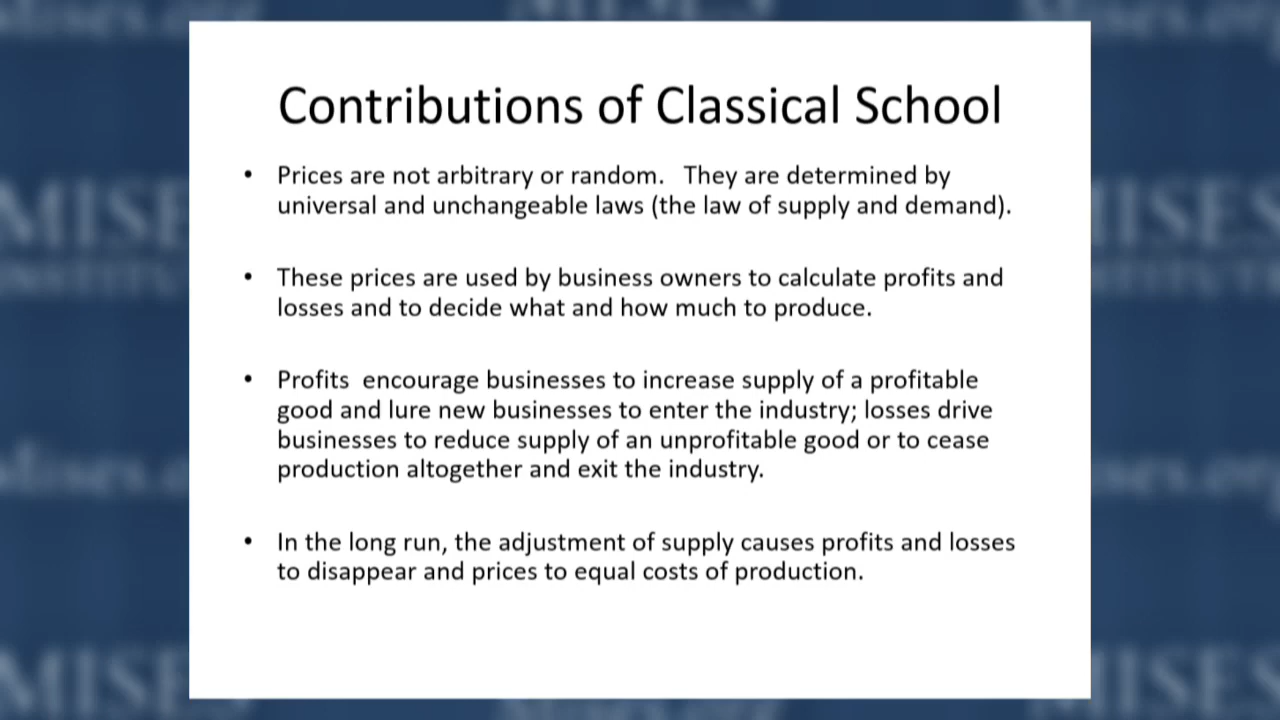 Contributions of Classical School
• Prices are not arbitrary or random.   They are determined by
universal and unchangeable laws (the law of supply and demand).
• These prices are used by business owners to calculate profits and
losses and to decide what and how much to produce.
• Profits  encourage businesses to increase supply of a profitable
good and lure new businesses to enter the industry; losses drive
businesses to reduce supply of an unprofitable good or to cease
production altogether and exit the industry.
• In the long run, the adjustment of supply causes profits and losses
to disappear and prices to equal costs of production.